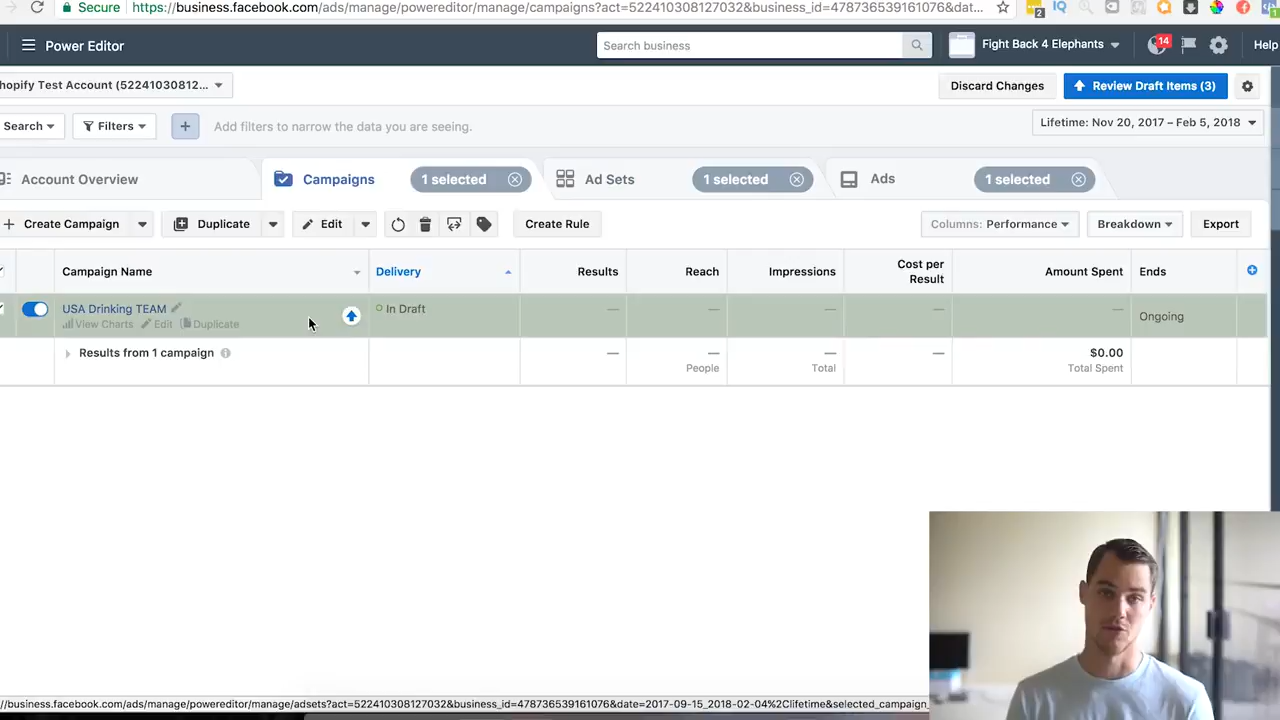 Secure
https://business.facebook.com/ads/manage/powereditor/manage/campaigns?act=522410308127032&business_id=478736539161076&dat...
2
1
Power Editor
Search business
Fight Back 4 Elephants
14
Help
hopify Test Account (52241030812...
Discard Changes
Review Draft Items (3)
Search
Filters
Add filters to narrow the data you are seeing.
Lifetime: Nov 20, 2017 – Feb 5, 2018
Account Overview
Campaigns
1 selected
Ad Sets
1 selected
Ads
1 selected
+ Create Campaign
Duplicate
Edit
Create Rule
Columns: Performance
Breakdown
Export
Campaign Name
Delivery
Results
Reach
Impressions
Cost per
Result
Amount Spent
Ends
USA Drinking TEAM
View Charts
Edit
Duplicate
In Draft
—
—
—
—
—
Ongoing
Results from 1 campaign
—
—
People
—
Total
—
$0.00
Total Spent
//business.facebook.com/ads/manage/powereditor/manage/adsets?act=522410308127032&business_id=478736539161076&date=2017-09-15_2018-02-04%2Clifetime&selected_campaign_